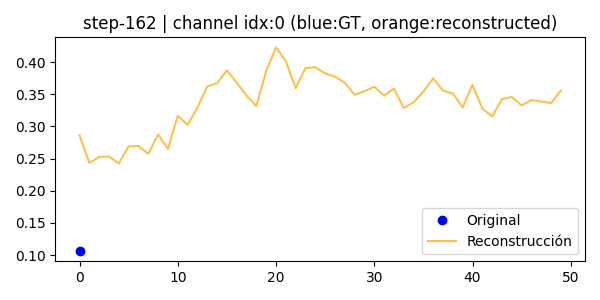 step-162 | channel idx:0 (blue:GT, orange:reconstructed)
0.40
0.35
0.30
0.25
0.20
0.15
0.10
Original
Reconstrucción
0 10 20 30 40 50